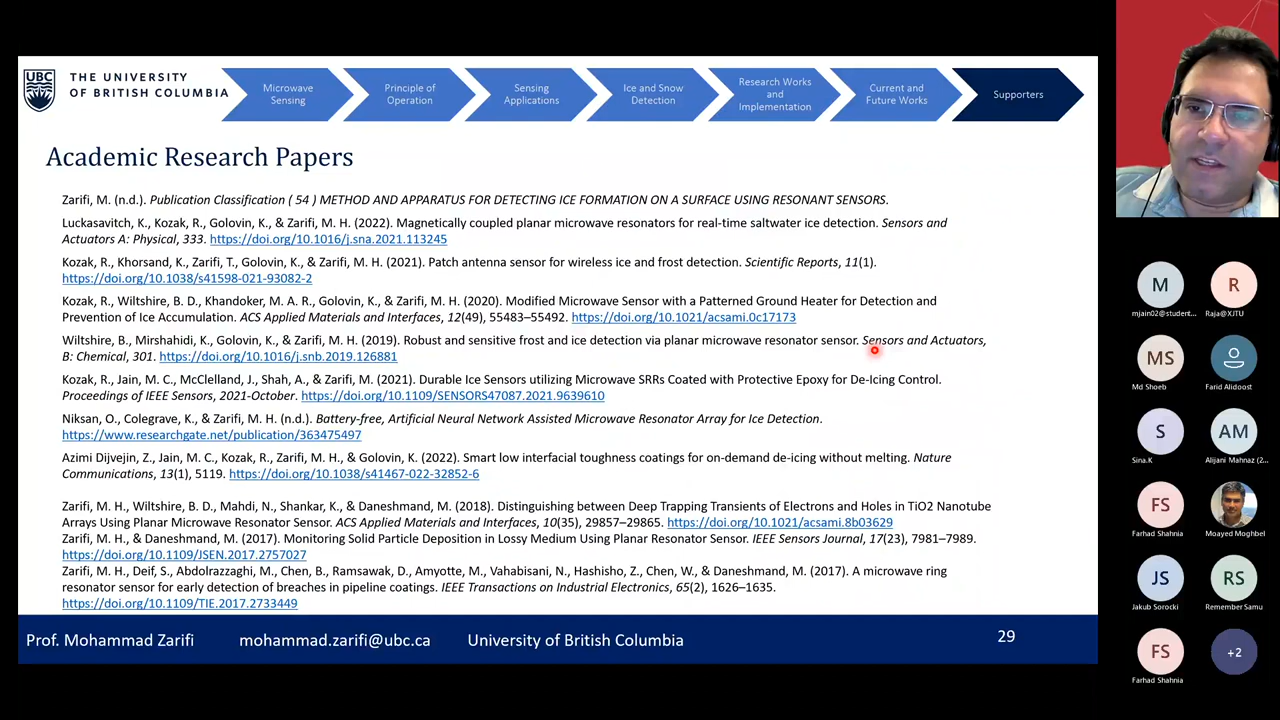 UBC
THE UNIVERSITY
OF BRITISH COLUMBIA
Microwave
Sensing
Principle of
Operation
Sensing
Applications
Ice and Snow
Detection
Research Works
and
Implementation
Current and
Future Works
Supporters
Academic Research Papers
Zarifi, M. (n.d.). Publication Classification ( 54 ) METHOD AND APPARATUS FOR DETECTING ICE FORMATION ON A SURFACE USING RESONANT SENSORS.
Luckasavitch, K., Kozak, R., Golovin, K., & Zarifi, M. H. (2022). Magnetically coupled planar microwave resonators for real-time saltwater ice detection. Sensors and
Actuators A: Physical, 333. https://doi.org/10.1016/j.sna.2021.113245
Kozak, R., Khorsand, K., Zarifi, T., Golovin, K., & Zarifi, M. H. (2021). Patch antenna sensor for wireless ice and frost detection. Scientific Reports, 11(1).
https://doi.org/10.1038/s41598-021-93082-2
Kozak, R., Wiltshire, B. D., Khandoker, M. A. R., Golovin, K., & Zarifi, M. H. (2020). Modified Microwave Sensor with a Patterned Ground Heater for Detection and
Prevention of Ice Accumulation. ACS Applied Materials and Interfaces, 12(49), 55483–55492. https://doi.org/10.1021/acsami.0c17173
Wiltshire, B., Mirshahidi, K., Golovin, K., & Zarifi, M. H. (2019). Robust and sensitive frost and ice detection via planar microwave resonator sensor. Sensors and Actuators,
B: Chemical, 301. https://doi.org/10.1016/j.snb.2019.126881
Kozak, R., Jain, M. C., McClelland, J., Shah, A., & Zarifi, M. (2021). Durable Ice Sensors utilizing Microwave SRRs Coated with Protective Epoxy for De-Icing Control.
Proceedings of IEEE Sensors, 2021-October. https://doi.org/10.1109/SENSORS47087.2021.9639610
Niksan, O., Colegrave, K., & Zarifi, M. H. (n.d.). Battery-free, Artificial Neural Network Assisted Microwave Resonator Array for Ice Detection.
https://www.researchgate.net/publication/363475497
Azimi Dijvejin, Z., Jain, M. C., Kozak, R., Zarifi, M. H., & Golovin, K. (2022). Smart low interfacial toughness coatings for on-demand de-icing without melting. Nature
Communications, 13(1), 5119. https://doi.org/10.1038/s41467-022-32852-6
Zarifi, M. H., Wiltshire, B. D., Mahdi, N., Shankar, K., & Daneshmand, M. (2018). Distinguishing between Deep Trapping Transients of Electrons and Holes in TiO2 Nanotube
Arrays Using Planar Microwave Resonator Sensor. ACS Applied Materials and Interfaces, 10(35), 29857–29865. https://doi.org/10.1021/acsami.8b03629
Zarifi, M. H., & Daneshmand, M. (2017). Monitoring Solid Particle Deposition in Lossy Medium Using Planar Resonator Sensor. IEEE Sensors Journal, 17(23), 7981–7989.
https://doi.org/10.1109/JSEN.2017.2757027
Zarifi, M. H., Deif, S., Abdolrazzaghi, M., Chen, B., Ramsawak, D., Amyotte, M., Vahabisani, N., Hashisho, Z., Chen, W., & Daneshmand, M. (2017). A microwave ring
resonator sensor for early detection of breaches in pipeline coatings. IEEE Transactions on Industrial Electronics, 65(2), 1626–1635.
https://doi.org/10.1109/TIE.2017.2733449
Prof. Mohammad Zarifi mohammad.zarifi@ubc.ca University of British Columbia 29
M R
mjain02@student... Raja@XJTU
MS
Md Shoeb Farid Alidoost
S AM
Sina.K Alijani Mahnaz (2...
FS
Farhad Shahnia Moayed Moghbel
JS RS
Jakub Sorocki Remember Samu
FS +2
Farhad Shahnia